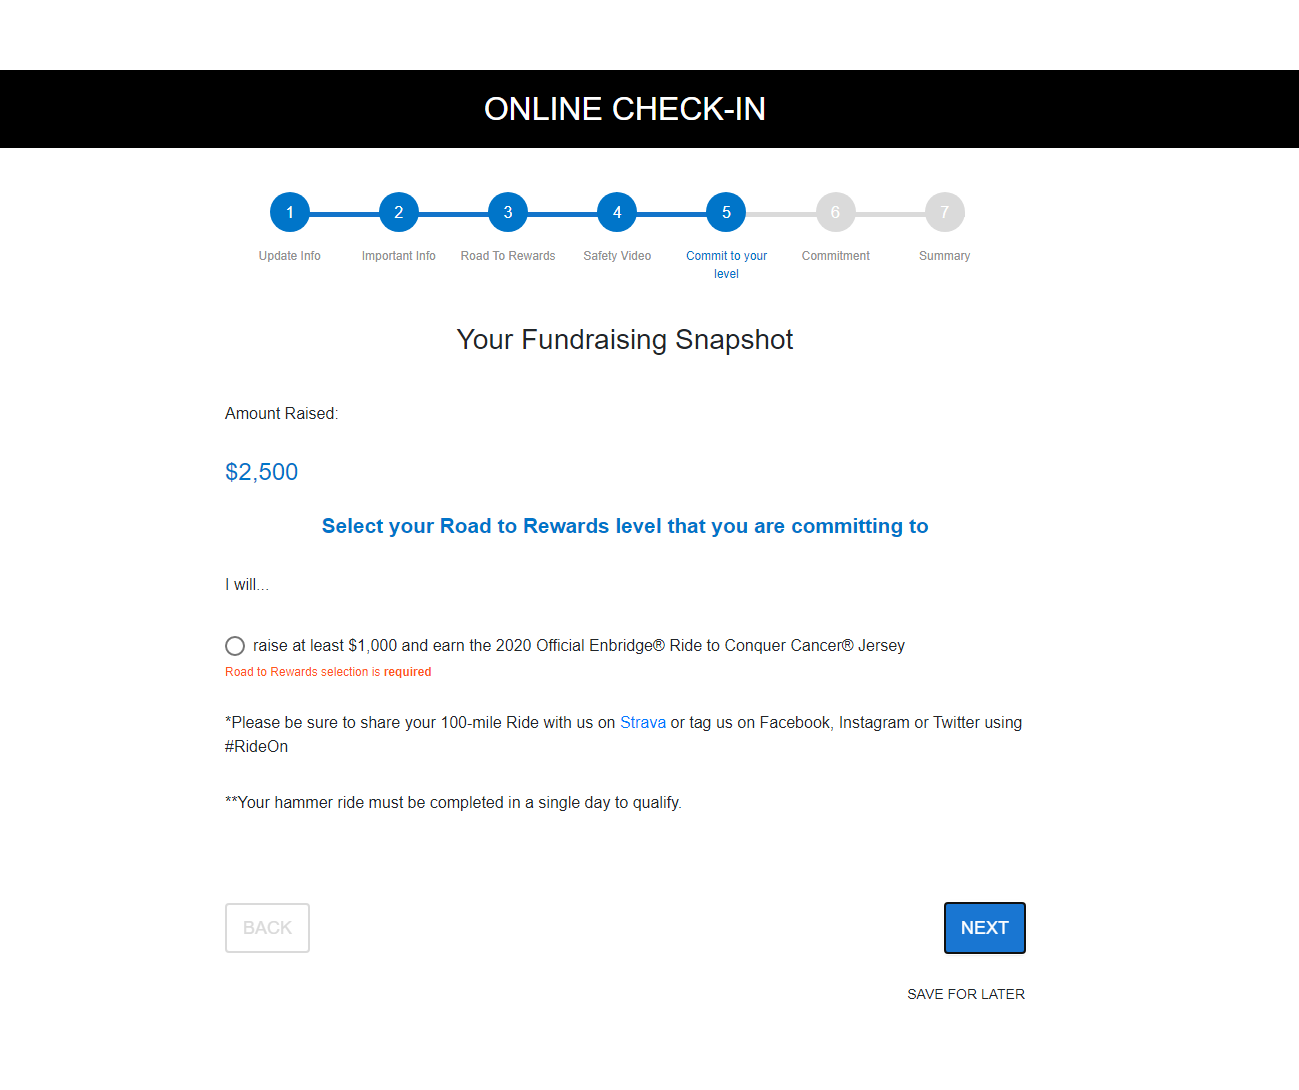 ONLINE CHECK-IN
1 2 3 4 5 6 7
Update Info Important Info Road To Rewards Safety Video Commit to your level Commitment Summary
Your Fundraising Snapshot
Amount Raised:
$2,500
Select your Road to Rewards level that you are committing to
I will...
raise at least $1,000 and earn the 2020 Official Enbridge® Ride to Conquer Cancer® Jersey
Road to Rewards selection is required
*Please be sure to share your 100-mile Ride with us on Strava or tag us on Facebook, Instagram or Twitter using
#RideOn
**Your hammer ride must be completed in a single day to qualify.
BACK NEXT
SAVE FOR LATER